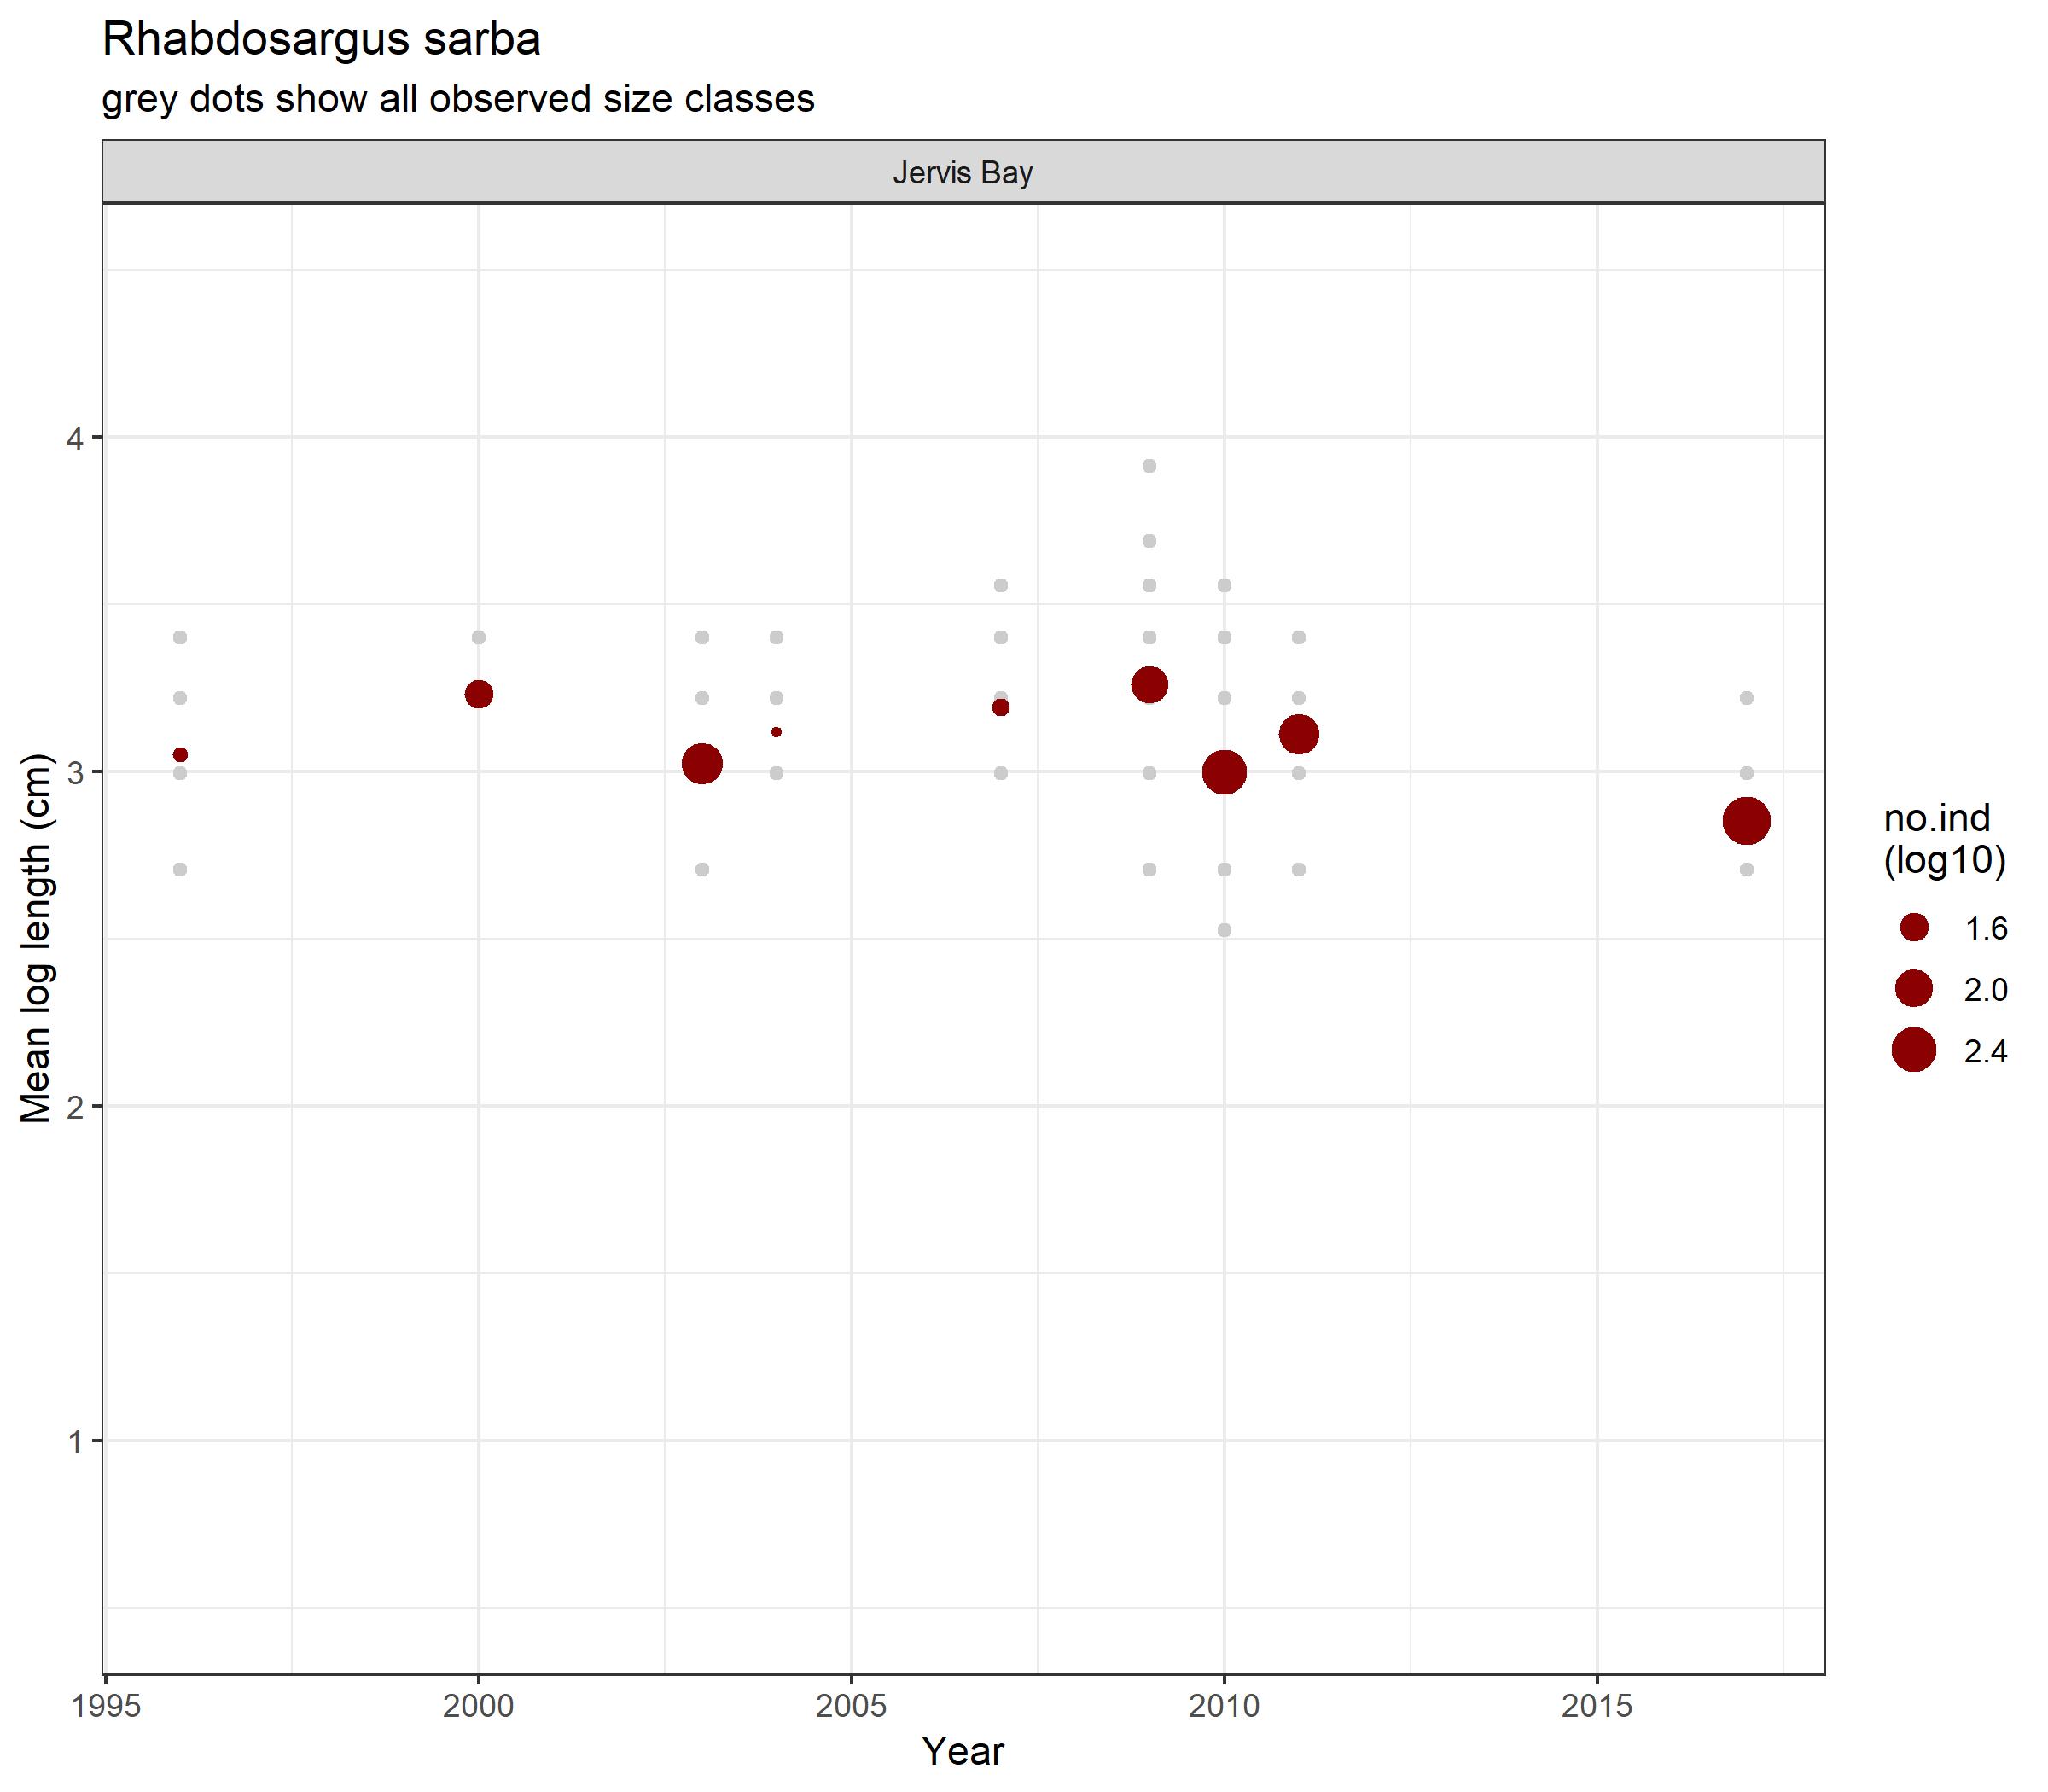 Rhabdosargus sarba
grey dots show all observed size classes
Jervis Bay
Mean log length (cm)
4
3
2
1
1995
2000
2005
2010
2015
Year
no.ind
(log10)
1.6
2.0
2.4